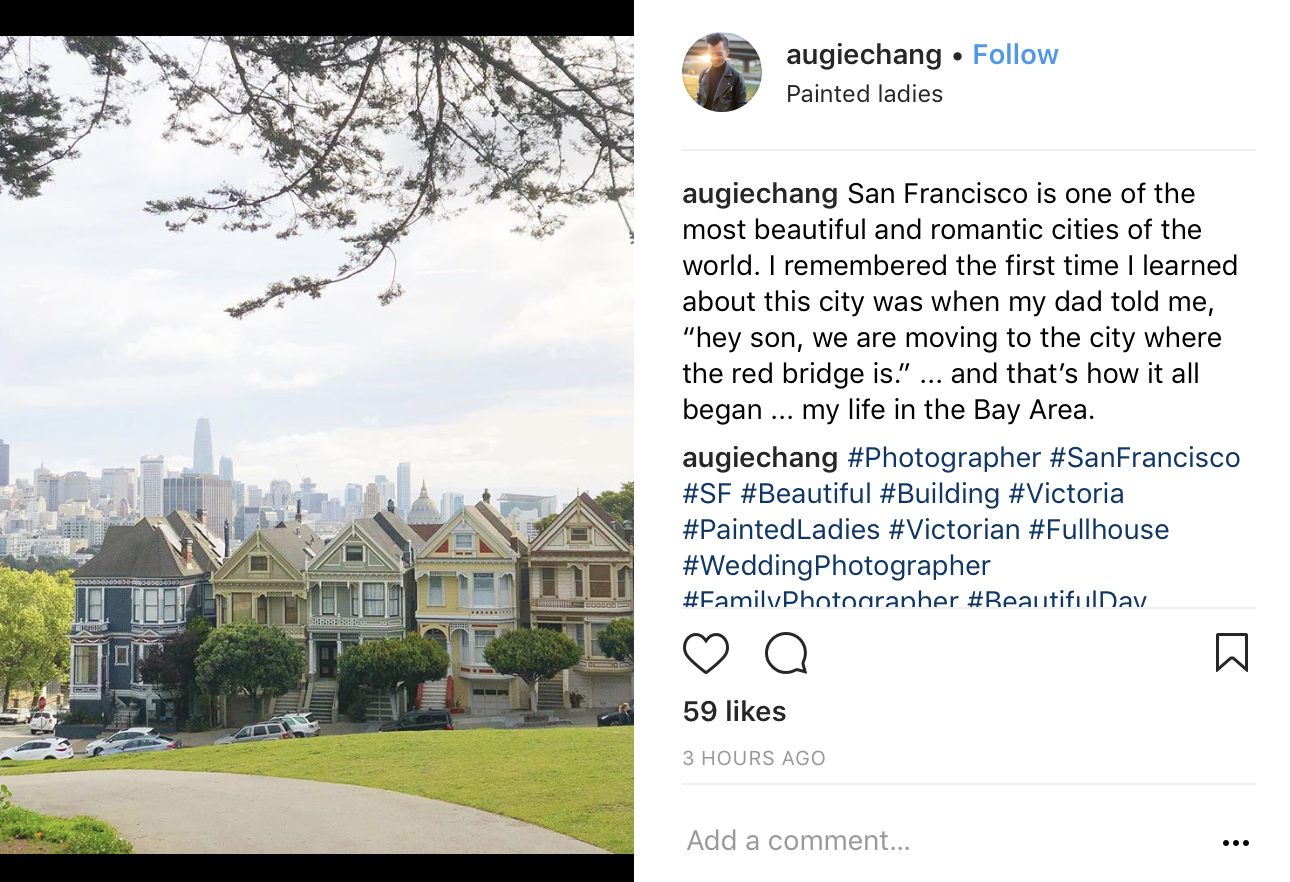 augiechang • Follow
Painted ladies
augiechang San Francisco is one of the
most beautiful and romantic cities of the
world. I remembered the first time I learned
about this city was when my dad told me,
“hey son, we are moving to the city where
the red bridge is.” ... and that’s how it all
began ... my life in the Bay Area.
augiechang #Photographer #SanFrancisco
#SF #Beautiful #Building #Victoria
#PaintedLadies #Victorian #Fullhouse
#WeddingPhotographer
#FamilyPhotographer #BeautifulDay
59 likes
3 HOURS AGO
Add a comment...